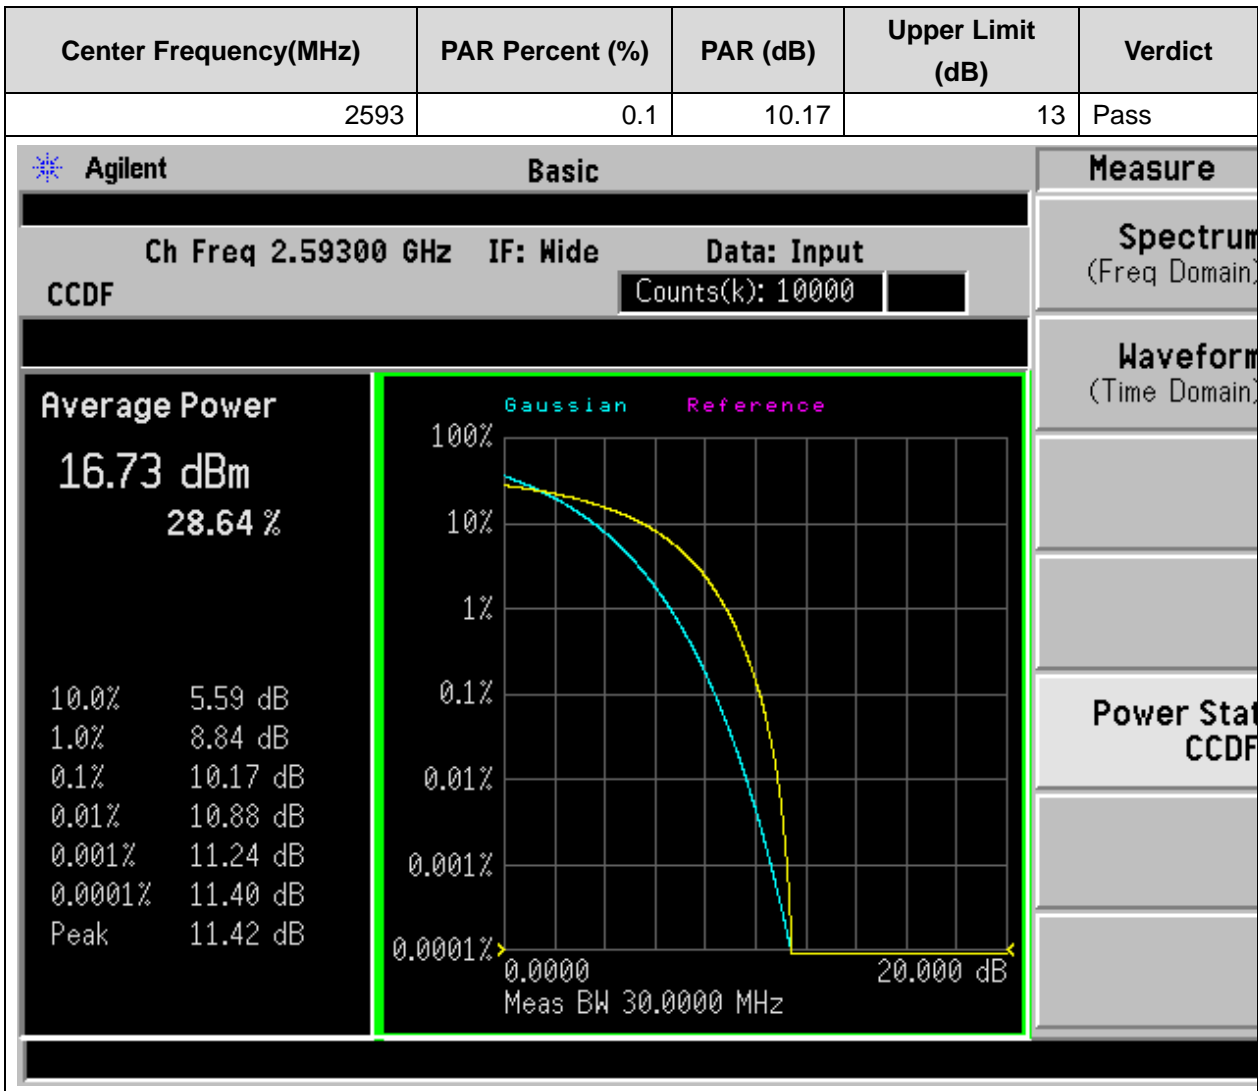 Center Frequency(MHz) PAR Percent (%) PAR (dB) Upper Limit (dB) Verdict
2593 0.1 10.17 13 Pass
Agilent Basic Measure
Ch Freq 2.59300 GHz IF: Wide Data: Input
CCDF Counts(k): 10000
Spectrum
(Freq Domain)
Waveform
(Time Domain)
Power Stat
CCDF
Average Power
16.73 dBm
28.64 %
10.0% 5.59 dB
1.0% 8.84 dB
0.1% 10.17 dB
0.01% 10.88 dB
0.001% 11.24 dB
0.0001% 11.40 dB
Peak 11.42 dB
Gaussian Reference
100%
10%
1%
0.1%
0.01%
0.001%
0.0001%
0.0000 20.000 dB
Meas BW 30.0000 MHz